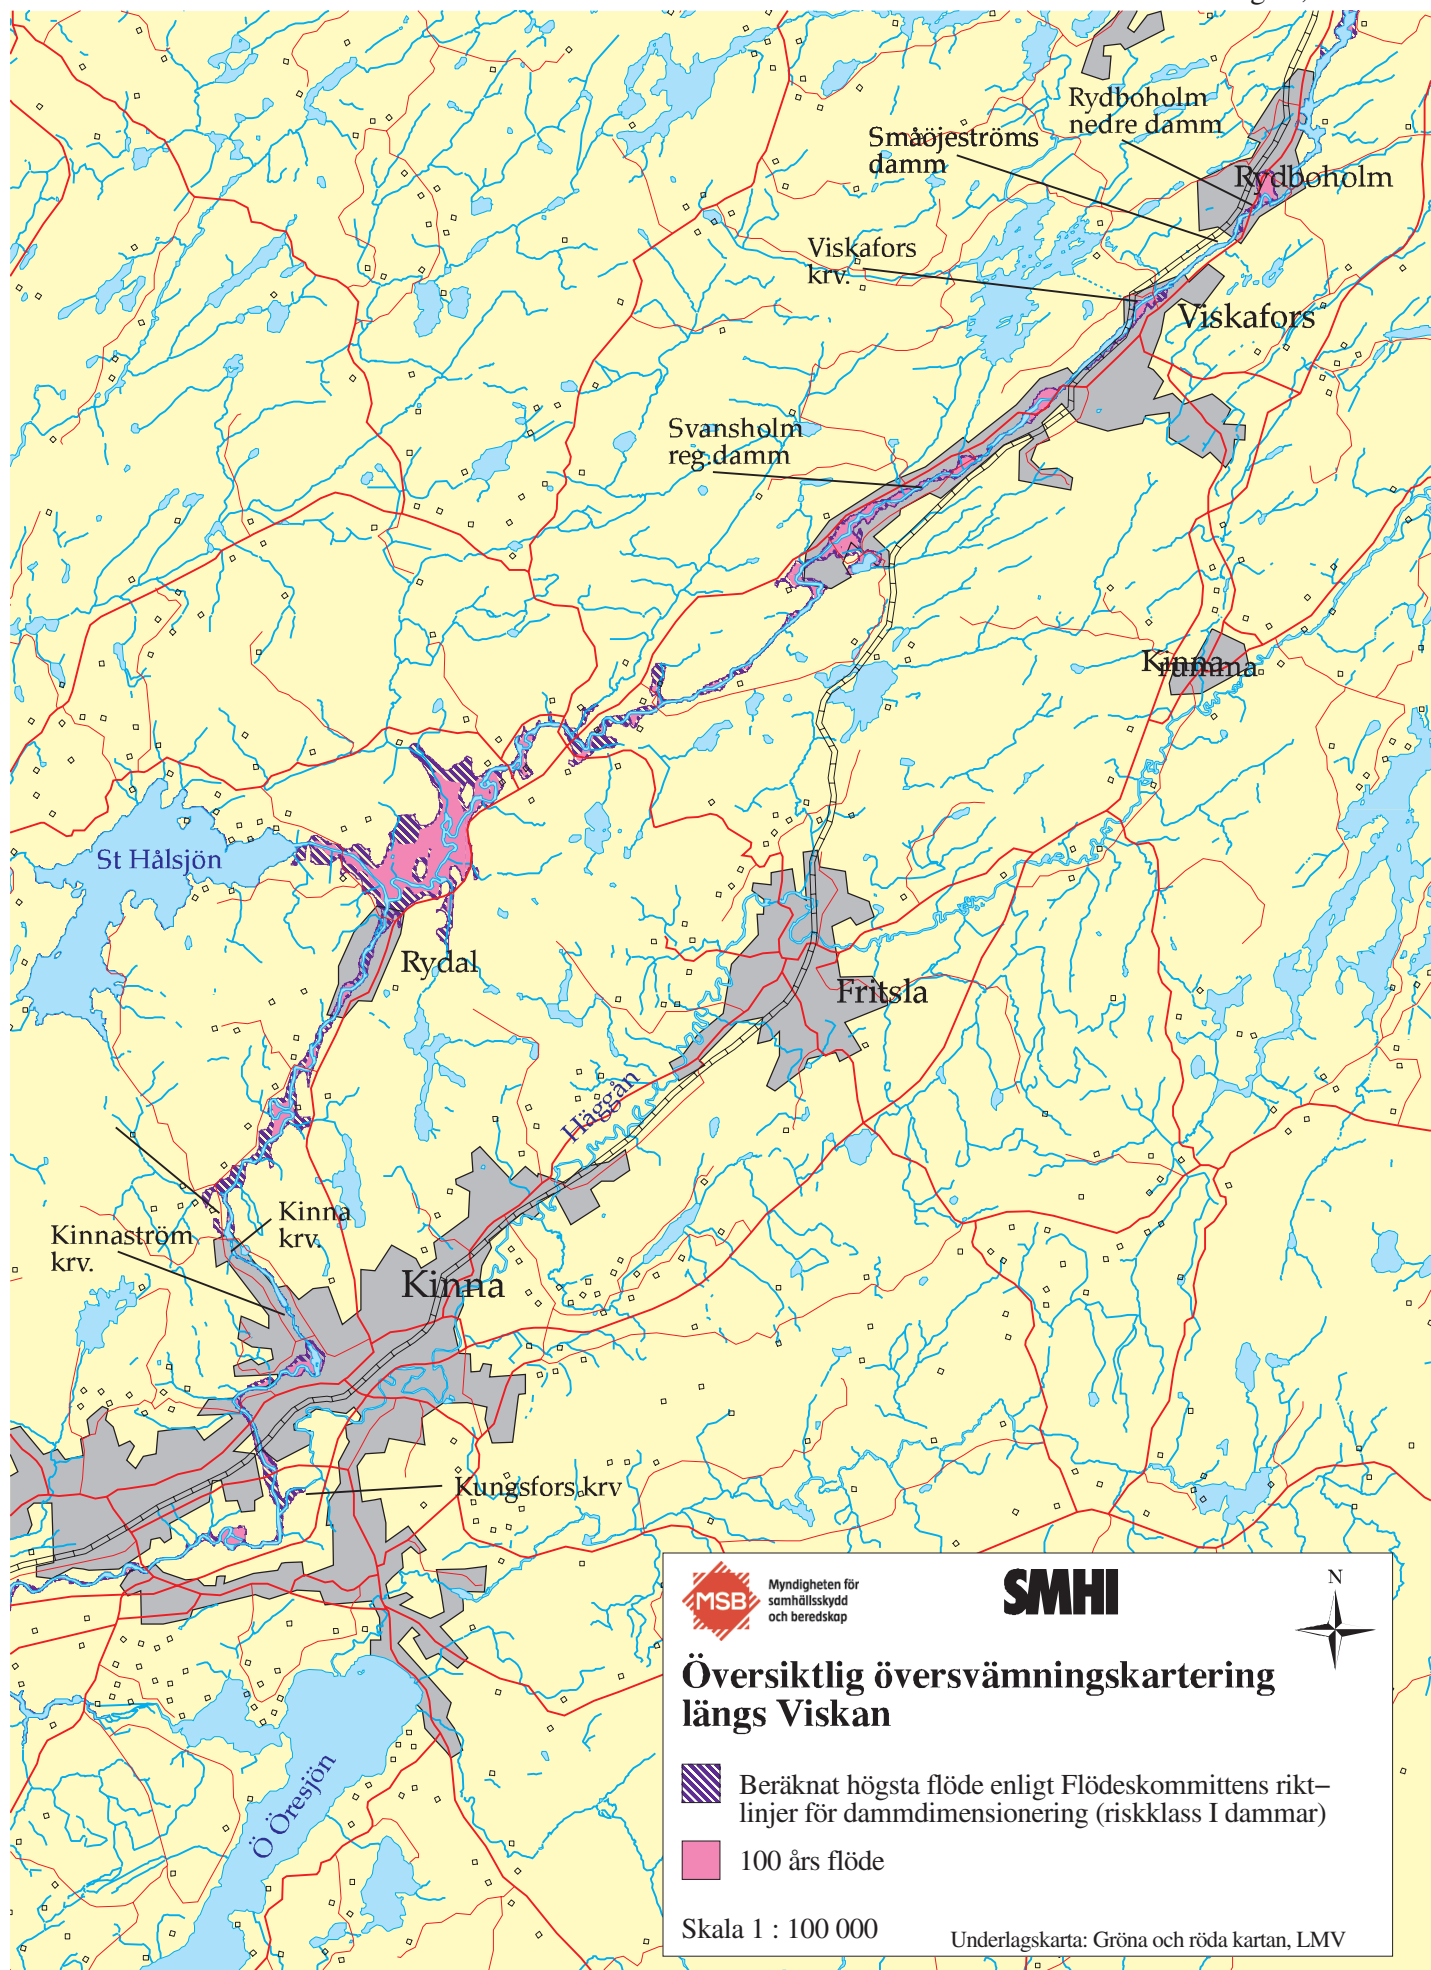 Rydboholm
nedre damm
Småöjeströms
damm
Rydboholm
Viskafors
krv.
Viskafors
Svansholm
reg.damm
St Hålsjön
Rydal
Fritsla
Häggån
Kinna
krv.
Kinnaström
krv.
Kinna
Kungsfors krv
Ö Öresjön
MSB
Myndigheten för
samhällsskydd
och beredskap
SMHI
N
Översiktlig översvämningskartering
längs Viskan
Beräknat högsta flöde enligt Flödeskommittens rikt–
linjer för dammdimensionering (riskklass I dammar)
100 års flöde
Skala 1 : 100 000
Underlagskarta: Gröna och röda kartan, LMV